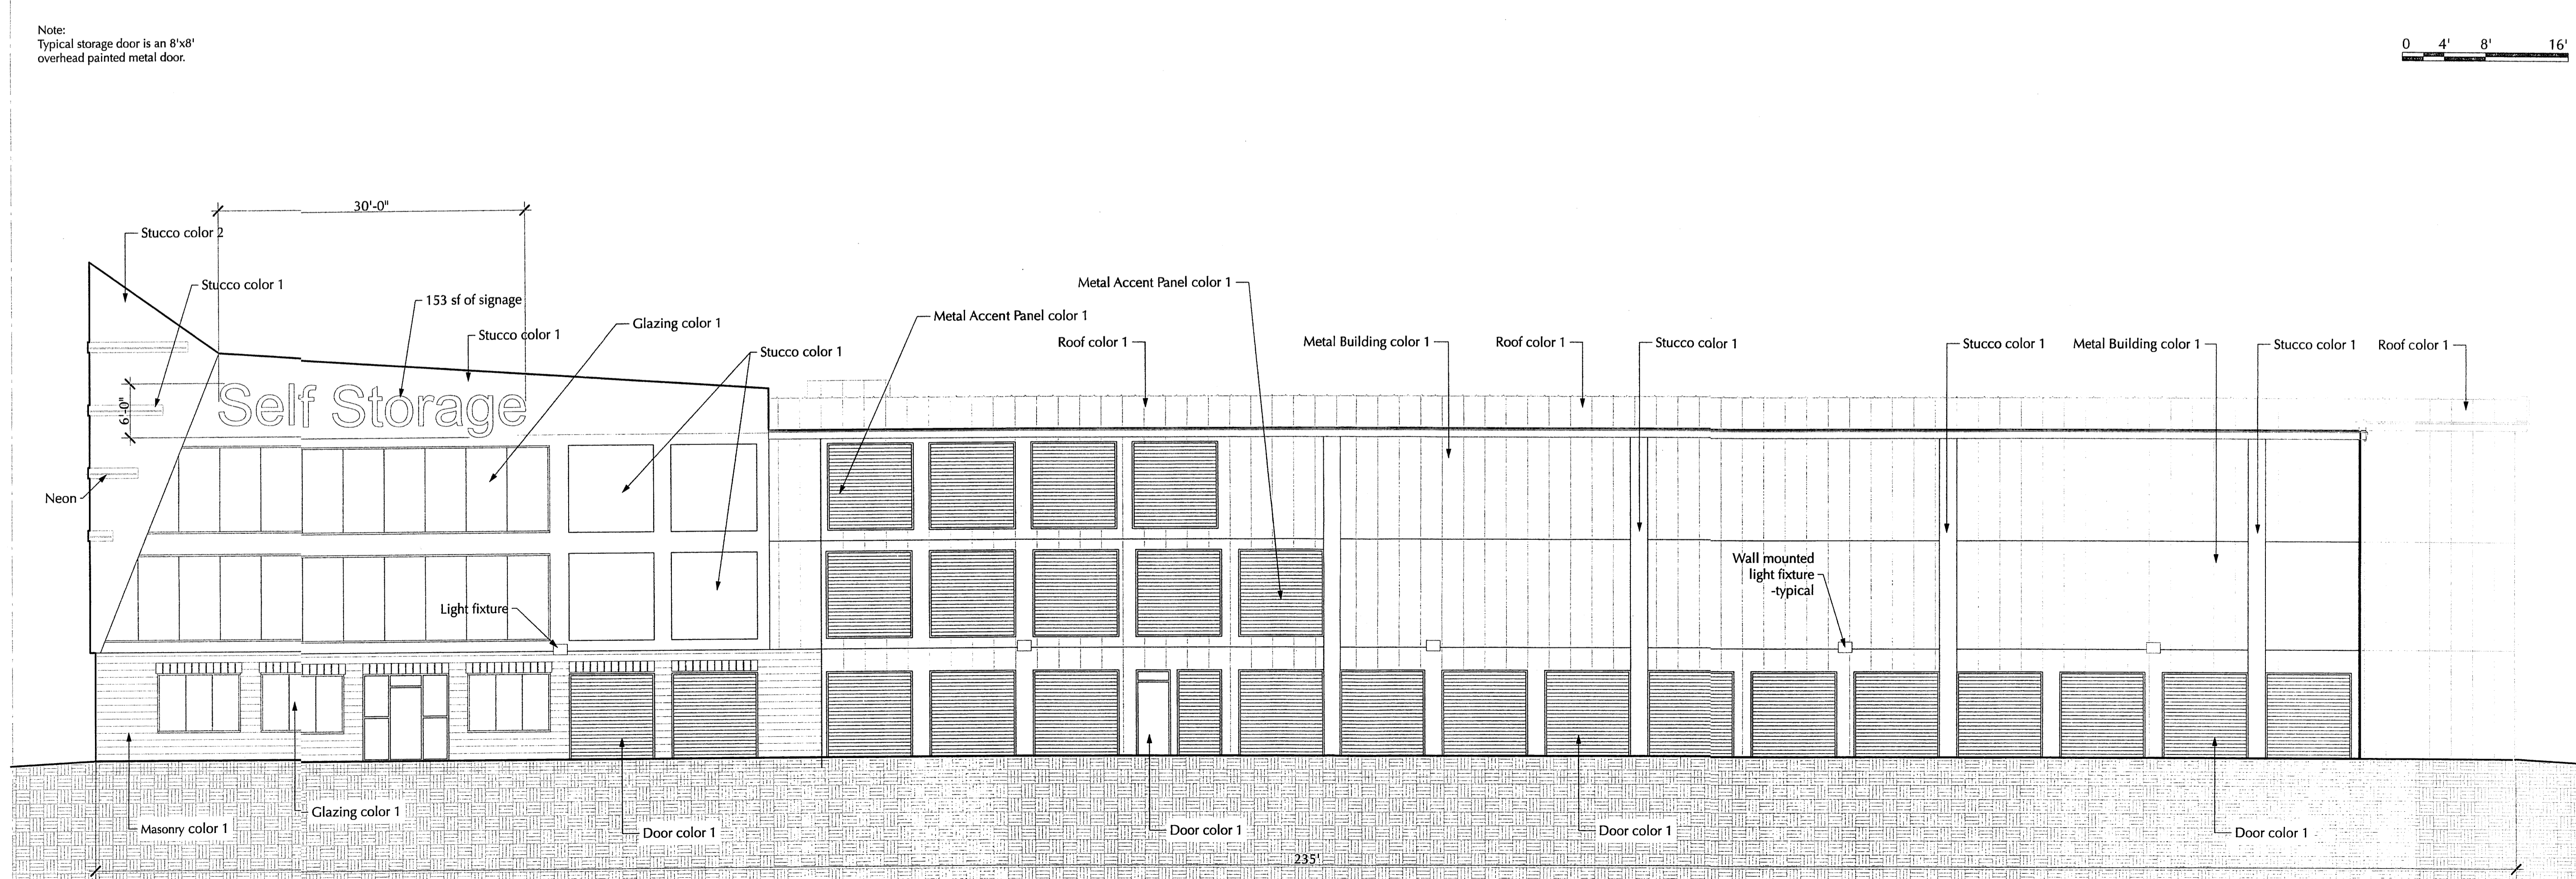 Note:
Typical storage door is an 8'x8'
overhead painted metal door.
0 4' 8' 16'
30'-0"
Stucco color 2
Stucco color 1
153 sf of signage
Stucco color 1
Glazing color 1
Stucco color 1
Metal Accent Panel color 1
Metal Accent Panel color 1
Roof color 1
Metal Building color 1
Roof color 1
Stucco color 1
Stucco color 1
Metal Building color 1
Stucco color 1
Roof color 1
6'-0"
Self Storage
Neon
Light fixture
Wall mounted
light fixture
-typical
Masonry color 1
Glazing color 1
Door color 1
Door color 1
Door color 1
Door color 1
235'